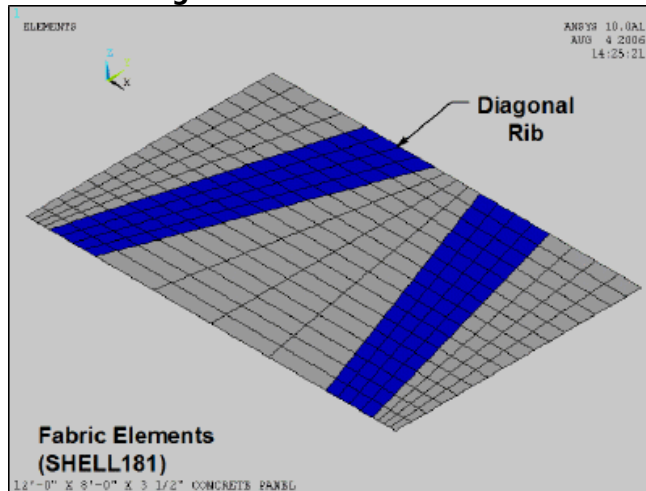 1
ELEMENTS
ANSYS 10.0A1
AUG 4 2006
14:25:21
Z
X
Diagonal
Rib
Fabric Elements
(SHELL181)
12'-0" X 8'-0" X 3 1/2" CONCRETE PANEL